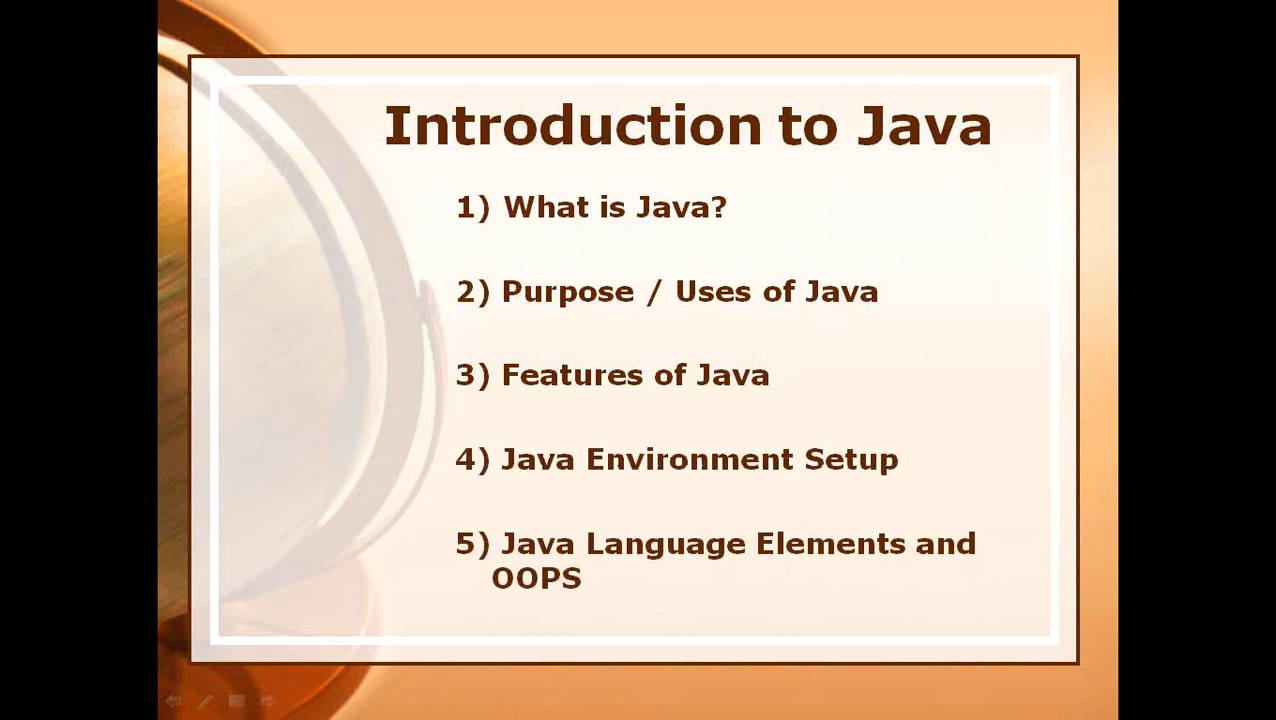 Introduction to Java
1) What is Java?
2) Purpose / Uses of Java
3) Features of Java
4) Java Environment Setup
5) Java Language Elements and
OOPS